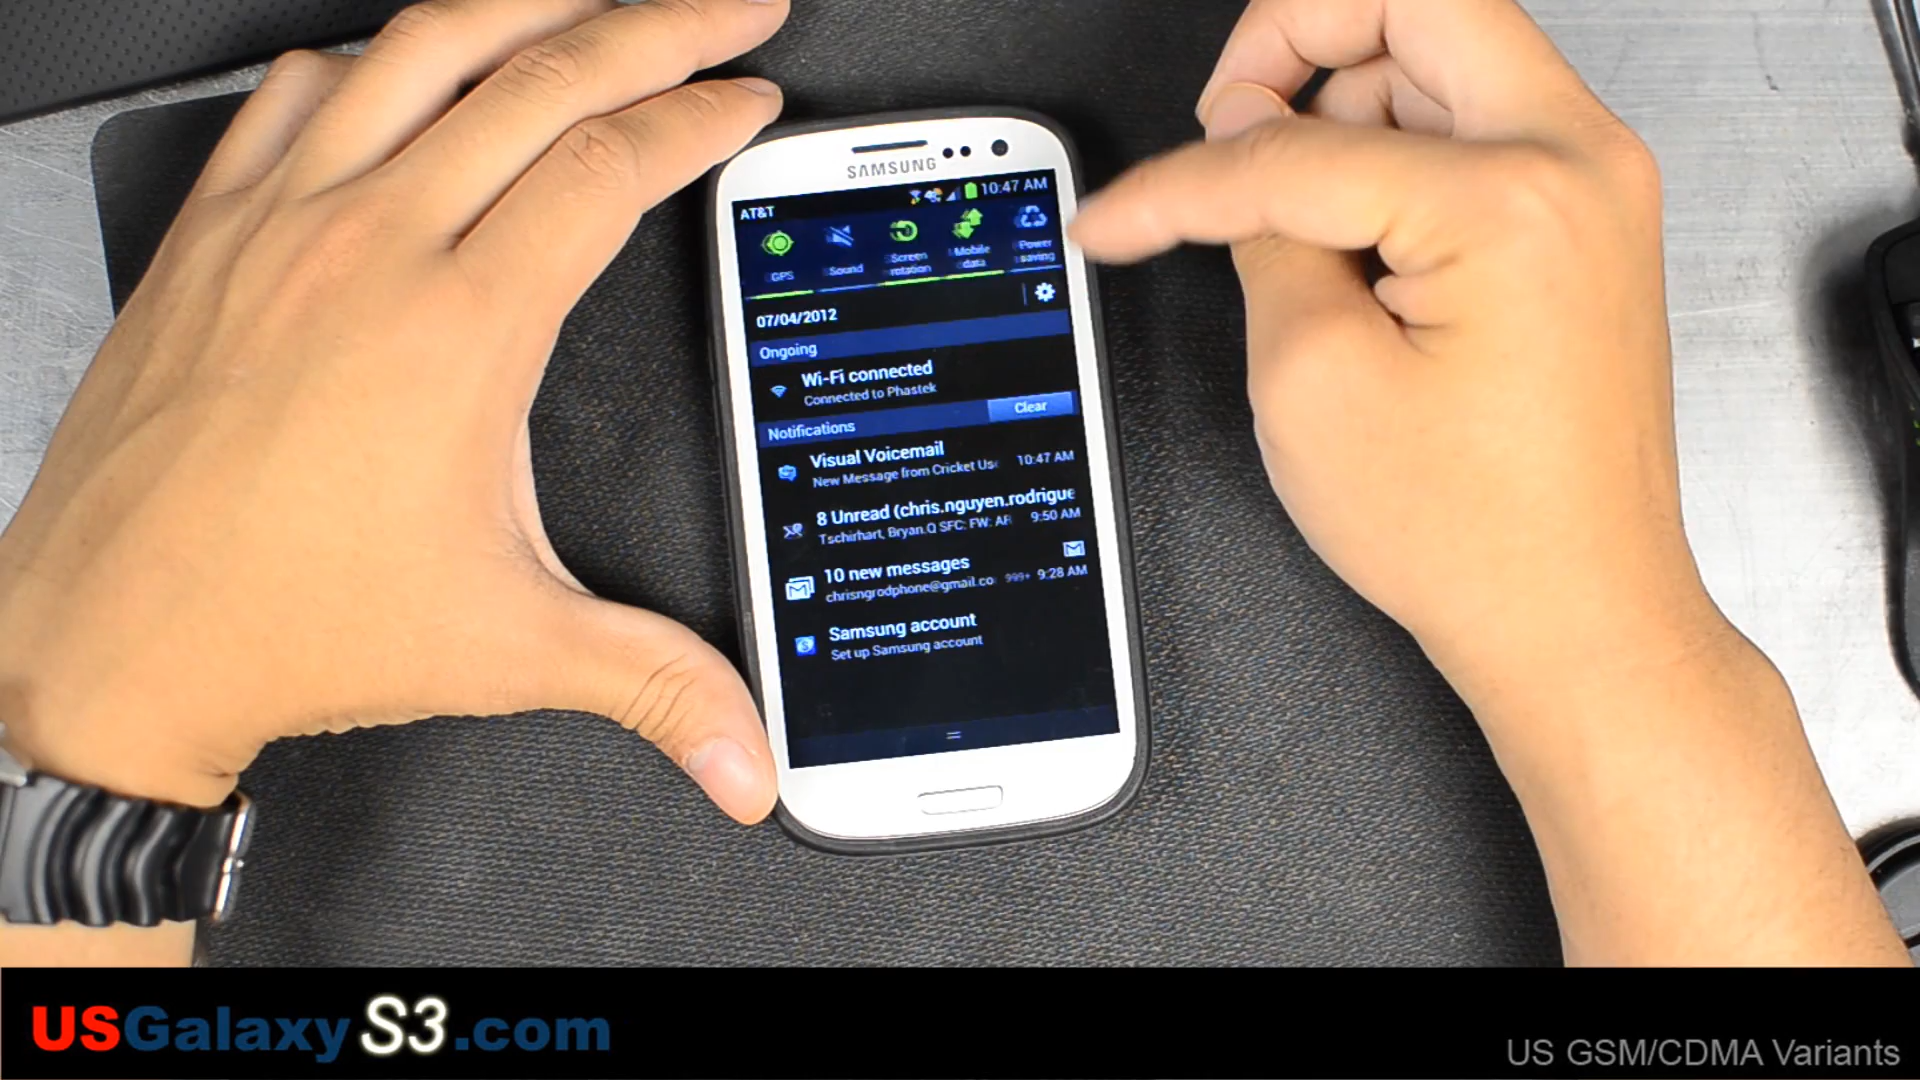 SAMSUNG
AT&T
10:47 AM
GPS
Sound
Screen rotation
Mobile data
Power saving
07/04/2012
Ongoing
Wi-Fi connected
Connected to Phastek
Notifications
Clear
Visual Voicemail
New Message from Cricket Use 10:47 AM
8 Unread (chris.nguyen.rodrigue
Tschirhart, Bryan.Q SFC: FW: AR 9:50 AM
10 new messages
chrisngrodphone@gmail.co 999+ 9:28 AM
Samsung account
Set up Samsung account
USGalaxy S3.com
US GSM/CDMA Variants